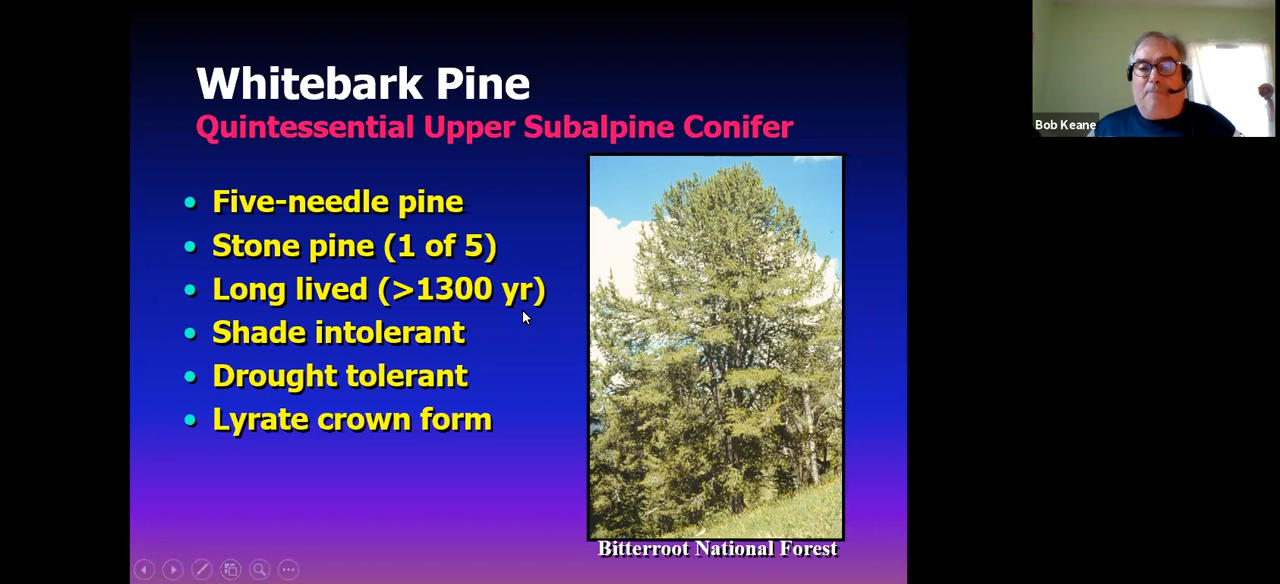 Whitebark Pine
Quintessential Upper Subalpine Conifer
Five-needle pine
Stone pine (1 of 5)
Long lived (>1300 yr)
Shade intolerant
Drought tolerant
Lyrate crown form
Bitterroot National Forest
Bob Keane